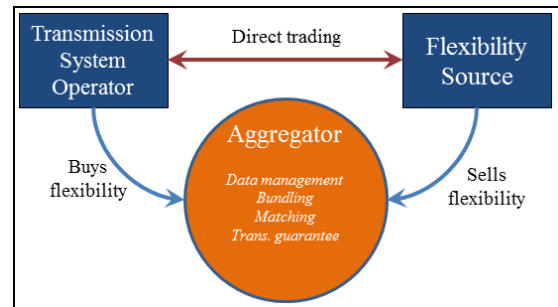 Transmission
System
Operator
Direct trading
Flexibility
Source
Aggregator
Data management
Bundling
Matching
Trans. guarantee
Buys
flexibility
Sells
flexibility